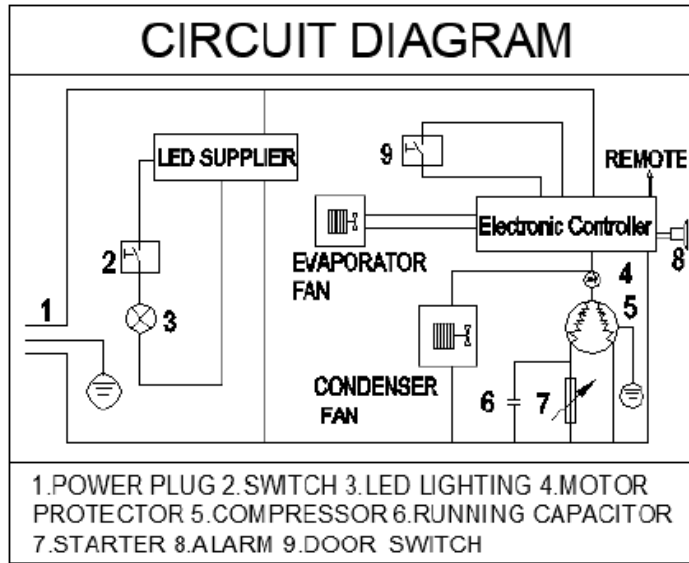 CIRCUIT DIAGRAM
LED SUPPLIER
9
REMOTE
Electronic Controller
2
EVAPORATOR
FAN
8
4
1
3
5
CONDENSER
FAN
6
7
1.POWER PLUG 2.SWITCH 3.LED LIGHTING 4.MOTOR
PROTECTOR 5.COMPRESSOR 6.RUNNING CAPACITOR
7.STARTER 8.ALARM 9.DOOR SWITCH